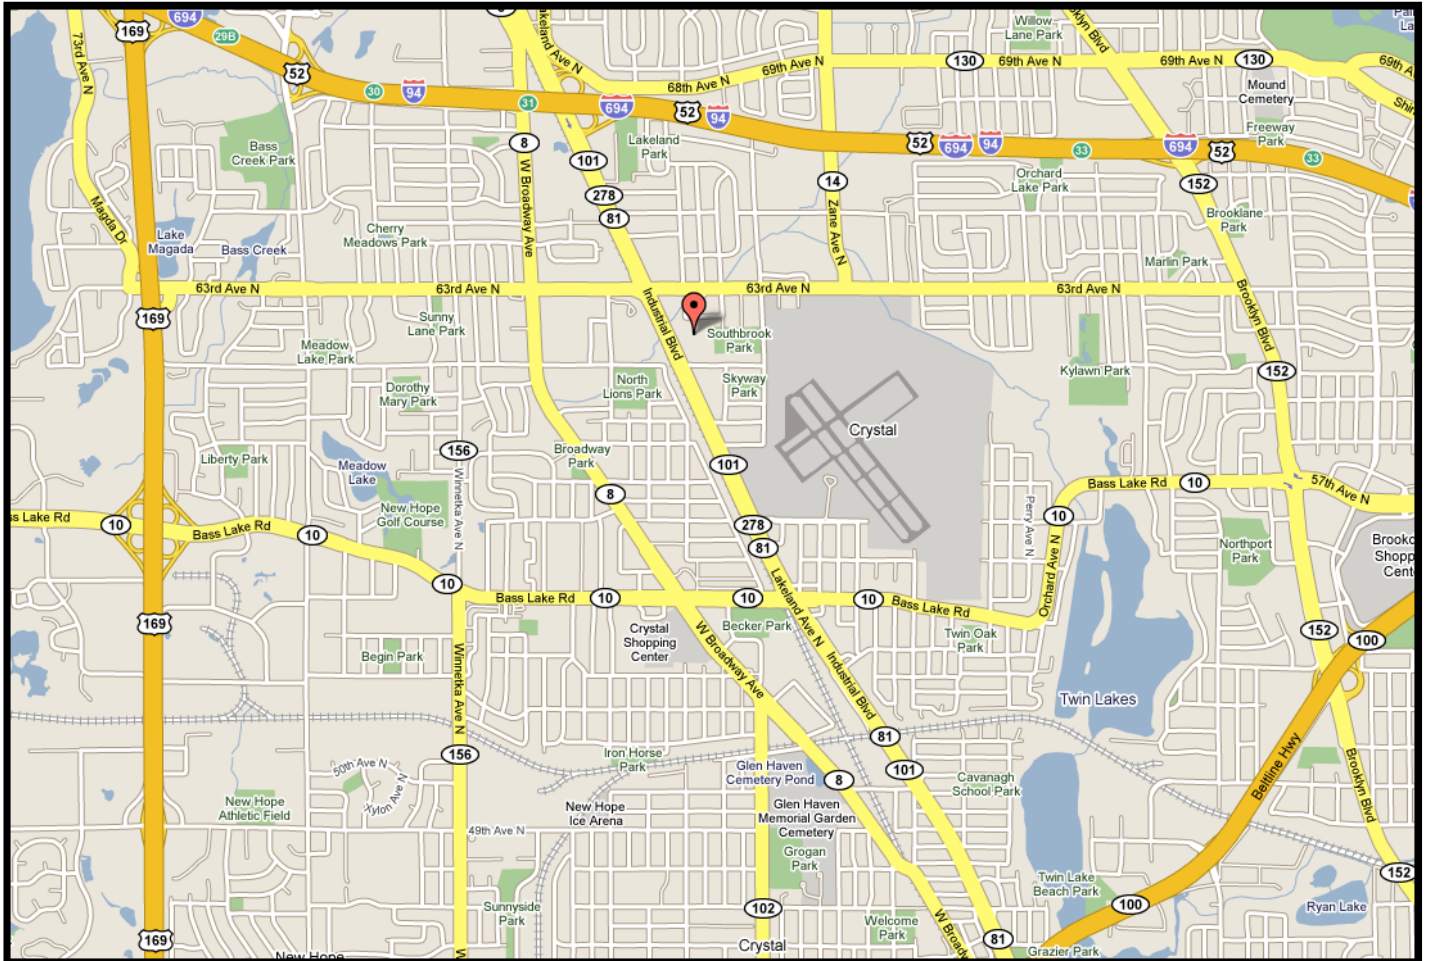 694
169
29B
73rd Ave N
52
30
94
31
694
52
94
Lakeland Ave N
68th Ave N
69th Ave N
Willow
Lane Park
130
69th Ave N
69th Ave N
130
69th A
Brooklyn Blvd
Mound
Cemetery
Freeway
Park
52
694
94
33
694
52
33
Bass
Creek Park
8
Lakeland
Park
101
278
81
W Broadway Ave
14
Zane Ave N
Orchard
Lake Park
152
Brooklane
Park
Marlin Park
Magda Dr
Lake
Magada
Bass Creek
Cherry
Meadows Park
63rd Ave N
63rd Ave N
63rd Ave N
63rd Ave N
Brooklyn Blvd
169
Sunny
Lane Park
Meadow
Lake Park
Industrial Blvd
Southbrook
Park
Dorothy
Mary Park
North
Lions Park
Skyway
Park
Kylawn Park
152
Crystal
Liberty Park
156
Meadow
Lake
Broadway
Park
101
Winnetka Ave N
New Hope
Golf Course
8
Bass Lake Rd
10
57th Ave N
Perry Ave N
10
ss Lake Rd
10
Bass Lake Rd
10
278
81
Northport
Park
Brookd
Shopp
Cente
10
Bass Lake Rd
10
10
10
Bass Lake Rd
Orchard Ave N
Lakeland Ave N
169
Crystal
Shopping
Center
Becker Park
Twin Oak
Park
152
100
Begin Park
Winnetka Ave N
W Broadway Ave
Industrial Blvd
Twin Lakes
156
81
101
Iron Horse
Park
Glen Haven
Cemetery Pond
8
Cavanagh
School Park
Beltline Hwy
Brooklyn Blvd
50th Ave N
Xylon Ave N
New Hope
Athletic Field
New Hope
Ice Arena
Glen Haven
Memorial Garden
Cemetery
49th Ave N
Grogan
Park
Twin Lake
Beach Park
152
100
Ryan Lake
Sunnyside
Park
102
Welcome
Park
W Broadw
81
169
New Hope
Crystal
Grazier Park